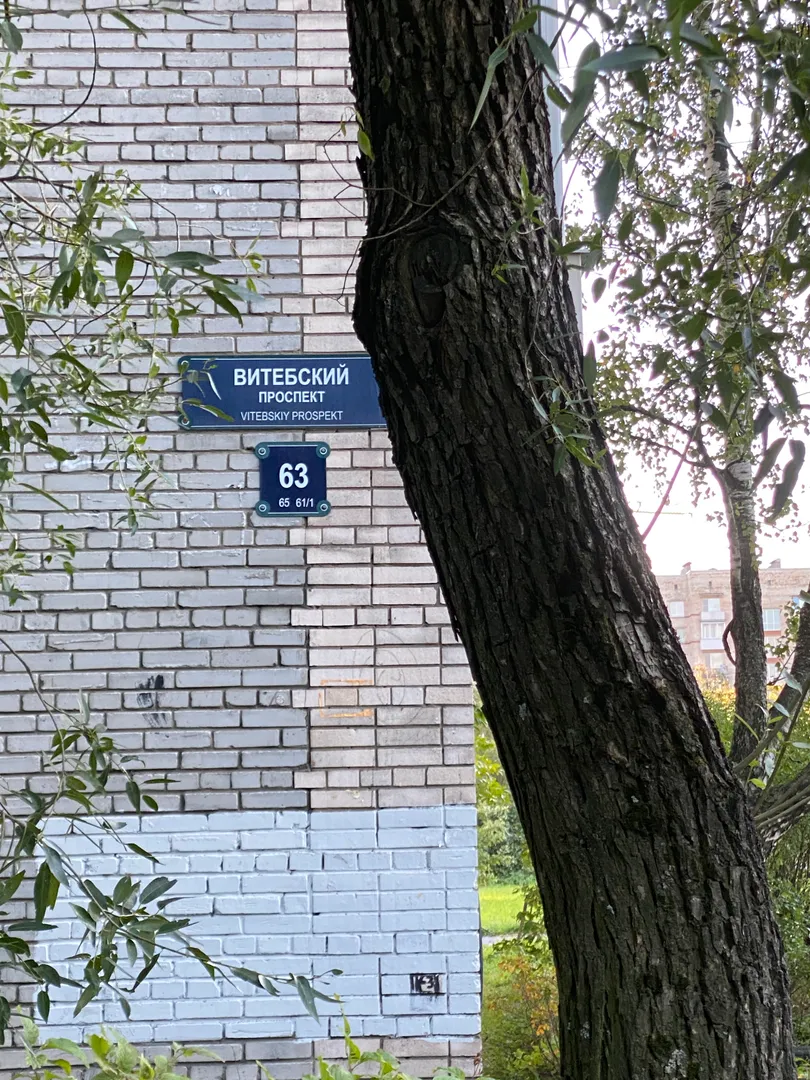 ВИТЕБСКИЙ
ПРОСПЕКТ
VITEBSKIY PROSPEKT
63
65 61/1